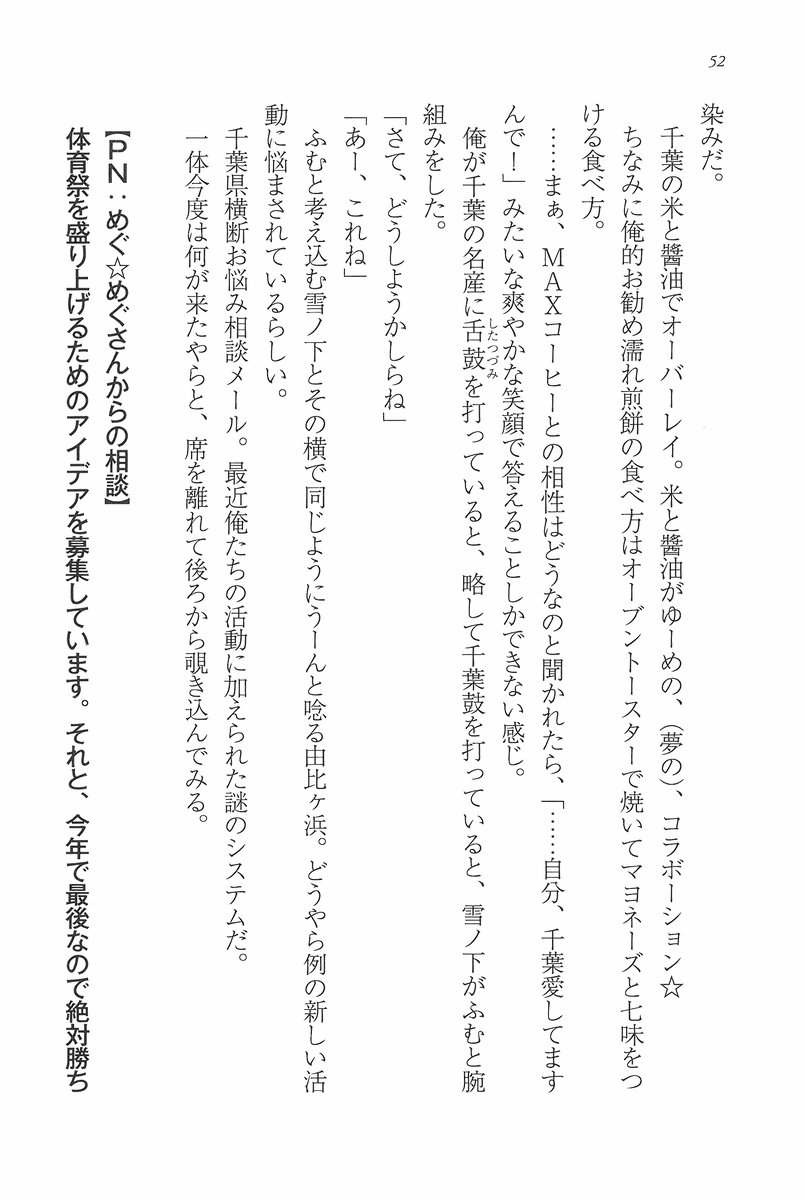 52
染みだ。
千葉の米と醬油でオーバーレイ。米と醬油がゆーめの、（夢の）、コラボーション☆
ちなみに俺的お勧め濡れ煎餅の食べ方はオーブントースターで焼いてマヨネーズと七味をつ
ける食べ方。
……まぁ、ＭＡＸコーヒーとの相性はどうなのと聞かれたら、「……自分、千葉愛してます
んで！」みたいな爽やかな笑顔で答えることしかできない感じ。
俺が千葉の名産に舌鼓を打っていると、略して千葉鼓を打っていると、雪ノ下がふむと腕
したつづみ
組みをした。
「さて、どうしようかしらね」
「あー、これね」
ふむと考え込む雪ノ下とその横で同じようにうーんと唸る由比ヶ浜。どうやら例の新しい活
動に悩まされているらしい。
千葉県横断お悩み相談メール。最近俺たちの活動に加えられた謎のシステムだ。
一体今度は何が来たやらと、席を離れて後ろから覗き込んでみる。
【ＰＮ：めぐ☆めぐさんからの相談】
体育祭を盛り上げるためのアイデアを募集しています。それと、今年で最後なので絶対勝ち